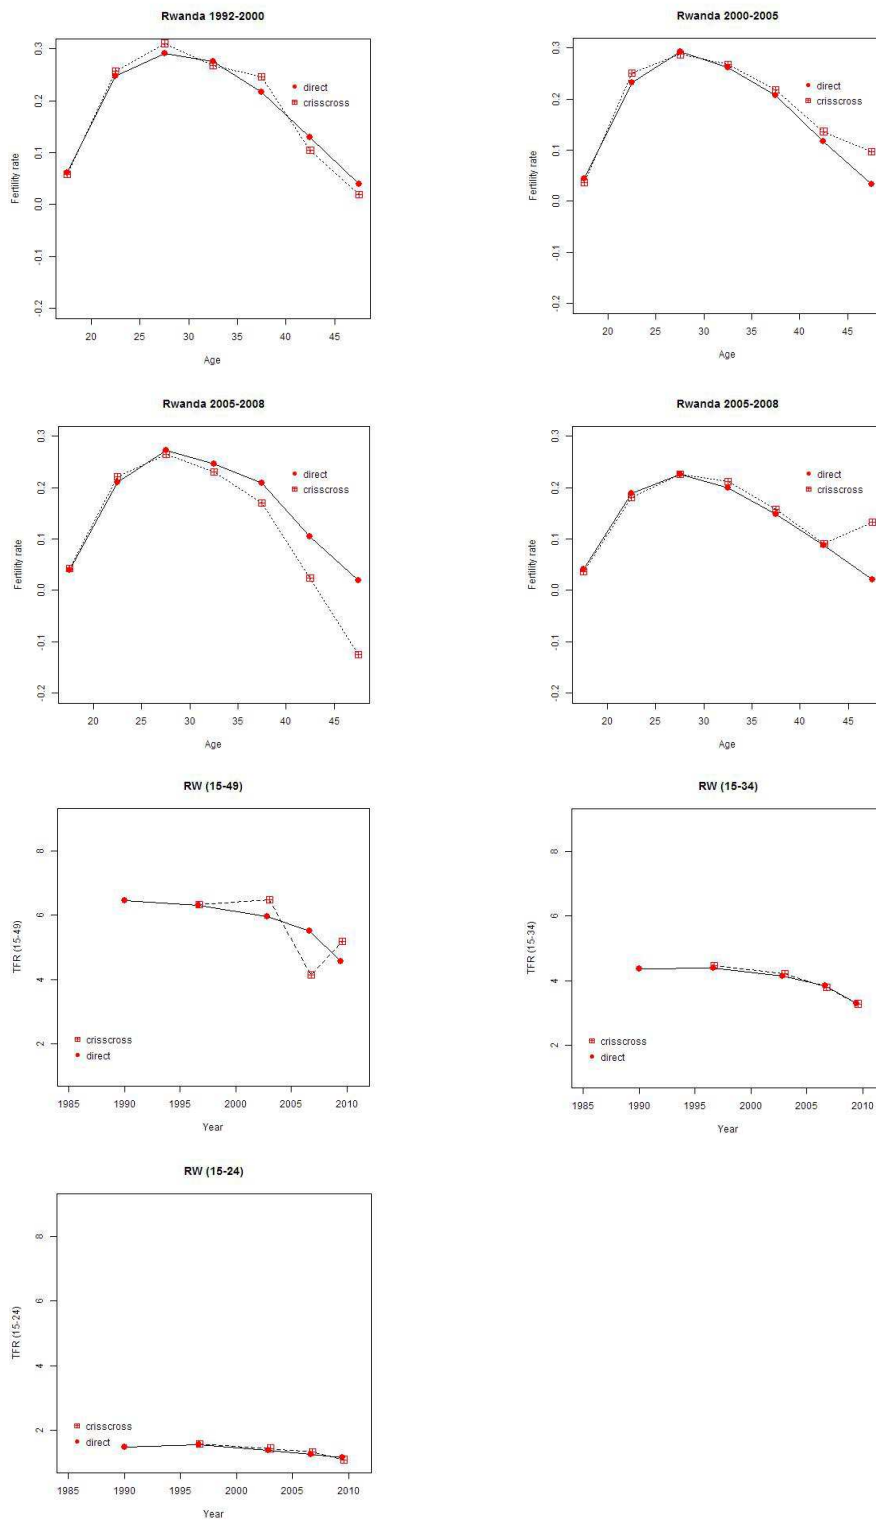 Rwanda 1992-2000
Fertility rate
0.3
0.2
0.1
0.0
-0.1
-0.2
direct
crisscross
20 25 30 35 40 45
Age
Rwanda 2000-2005
Fertility rate
0.3
0.2
0.1
0.0
-0.1
-0.2
direct
crisscross
20 25 30 35 40 45
Age
Rwanda 2005-2008
Fertility rate
0.3
0.2
0.1
0.0
-0.1
-0.2
direct
crisscross
20 25 30 35 40 45
Age
Rwanda 2005-2008
Fertility rate
0.3
0.2
0.1
0.0
-0.1
-0.2
direct
crisscross
20 25 30 35 40 45
Age
RW (15-49)
TFR (15-49)
8
6
4
2
crisscross
direct
1985 1990 1995 2000 2005 2010
Year
RW (15-34)
TFR (15-34)
8
6
4
2
crisscross
direct
1985 1990 1995 2000 2005 2010
Year
RW (15-24)
TFR (15-24)
8
6
4
2
crisscross
direct
1985 1990 1995 2000 2005 2010
Year